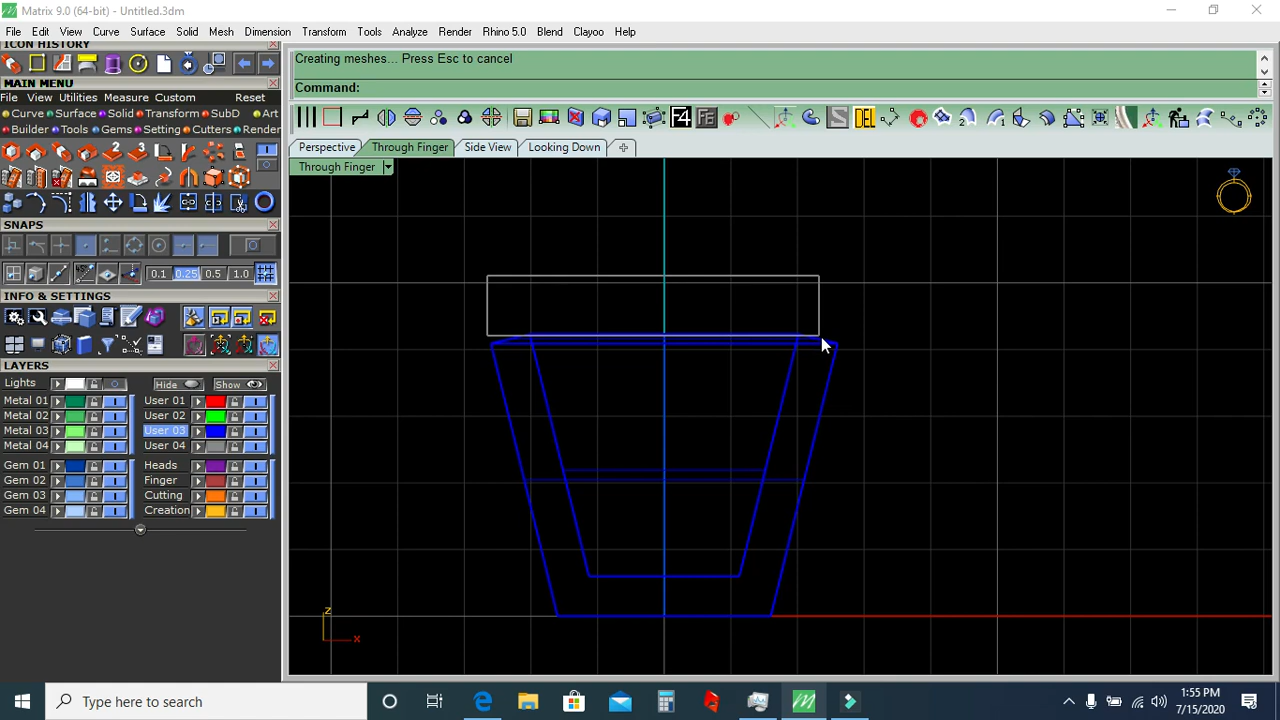 Matrix 9.0 (64-bit) - Untitled.3dm
File Edit View Curve Surface Solid Mesh Dimension Transform Tools Analyze Render Rhino 5.0 Blend Clayoo Help
ICON HISTORY
Creating meshes... Press Esc to cancel
MAIN MENU
Command:
File View Utilities Measure Custom Reset
Curve Surface Solid Transform SubD Art
Builder Tools Gems Setting Cutters Render
F4
DEL
Perspective Through Finger Side View Looking Down
Through Finger
SNAPS
0.1 0.25 0.5 1.0
INFO & SETTINGS
LAYERS
Lights Hide Show
Metal 01 User 01
Metal 02 User 02
Metal 03 User 03
Metal 04 User 04
Gem 01 Heads
Gem 02 Finger
Gem 03 Cutting
Gem 04 Creation
z
x
Type here to search
1:55 PM
7/15/2020